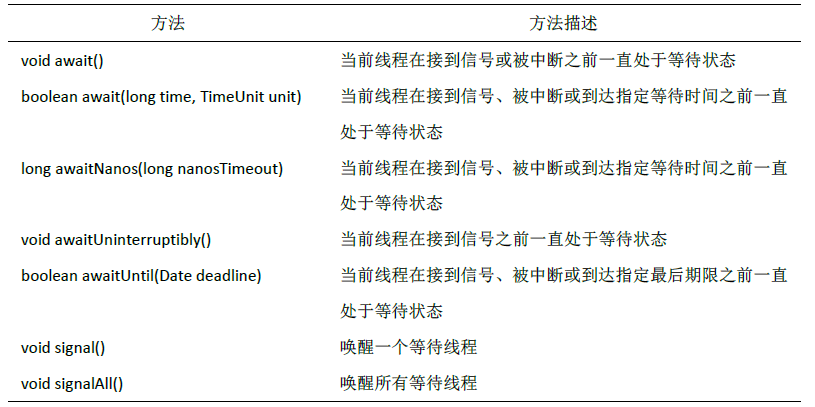 方法 方法描述
void await() 当前线程在接到信号或被中断之前一直处于等待状态
boolean await(long time, TimeUnit unit) 当前线程在接到信号、被中断或到达指定等待时间之前一直
处于等待状态
long awaitNanos(long nanosTimeout) 当前线程在接到信号、被中断或到达指定等待时间之前一直
处于等待状态
void awaitUninterruptibly() 当前线程在接到信号之前一直处于等待状态
boolean awaitUntil(Date deadline) 当前线程在接到信号、被中断或到达指定最后期限之前一直
处于等待状态
void signal() 唤醒一个等待线程
void signalAll() 唤醒所有等待线程